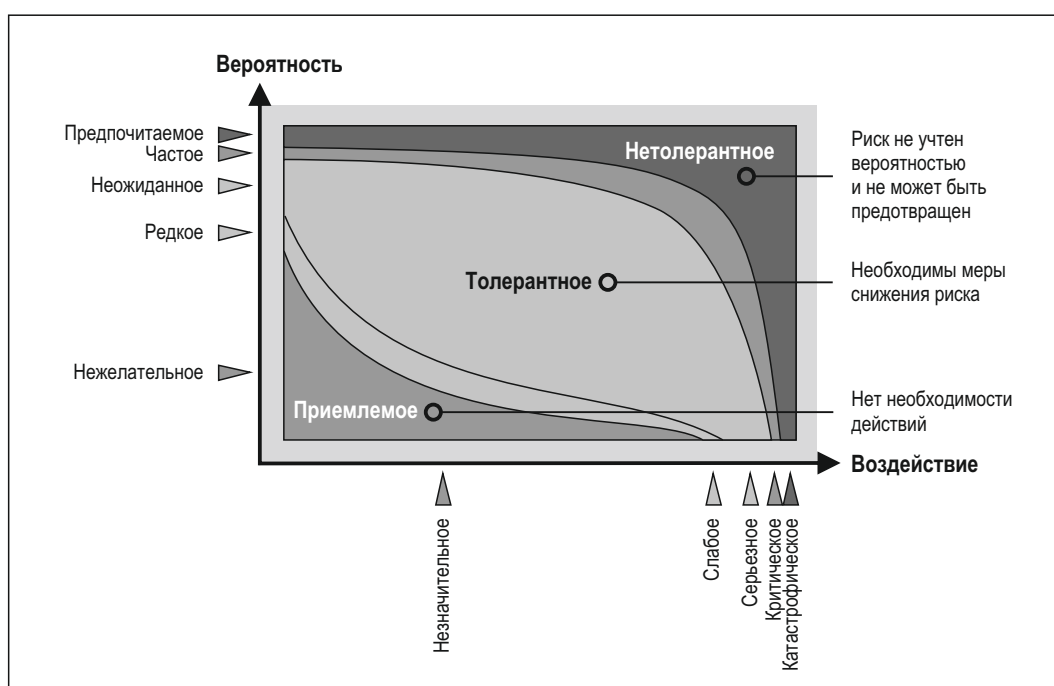 Вероятность
Предпочитаемое
Частое
Неожиданное
Редкое
Нежелательное
Нетолерантное
Толерантное
Приемлемое
Риск не учтен
вероятностью
и не может быть
предотвращен
Необходимы меры
снижения риска
Нет необходимости
действий
Воздействие
Незначительное
Слабое
Серьезное
Критическое
Катастрофическое